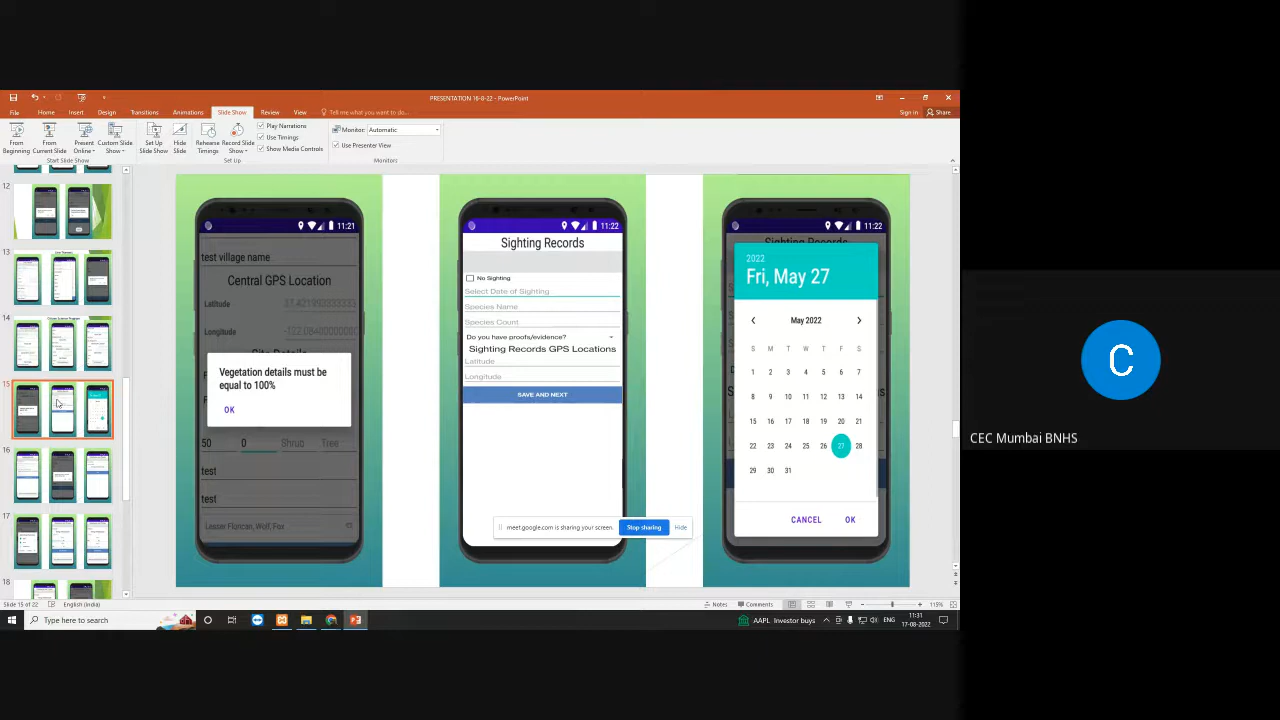 PRESENTATION 16-8-22 - PowerPoint
File Home Insert Design Transitions Animations Slide Show Review View Tell me what you want to do... Sign in Share
From Beginning
From Current Slide
Present Online
Custom Slide Show
Start Slide Show
Set Up Slide Show
Hide Slide
Rehearse Timings
Record Slide Show
Play Narrations
Use Timings
Show Media Controls
Set Up
Monitor: Automatic
Use Presenter View
Monitors
12
13
14
15
16
17
18
11:21
test village name
Central GPS Location
Latitude
Longitude
Vegetation details must be
equal to 100%
OK
50 0 Shrub Tree
test
test
Lesser Florican, Wolf, Fox
11:22
Sighting Records
No Sighting
Select Date of Sighting
Species Name
Species Count
Do you have proofs/evidence?
Sighting Records GPS Locations
Latitude
Longitude
SAVE AND NEXT
11:22
2022
Fri, May 27
May 2022
S M T W T F S
1 2 3 4 5 6 7
8 9 10 11 12 13 14
15 16 17 18 19 20 21
22 23 24 25 26 27 28
29 30 31
CANCEL OK
meet.google.com is sharing your screen. Stop sharing Hide
C
CEC Mumbai BNHS
Slide 15 of 22 English (India) Notes Comments 115%
Type here to search
AAPL Investor buys ENG 11:31
17-08-2022